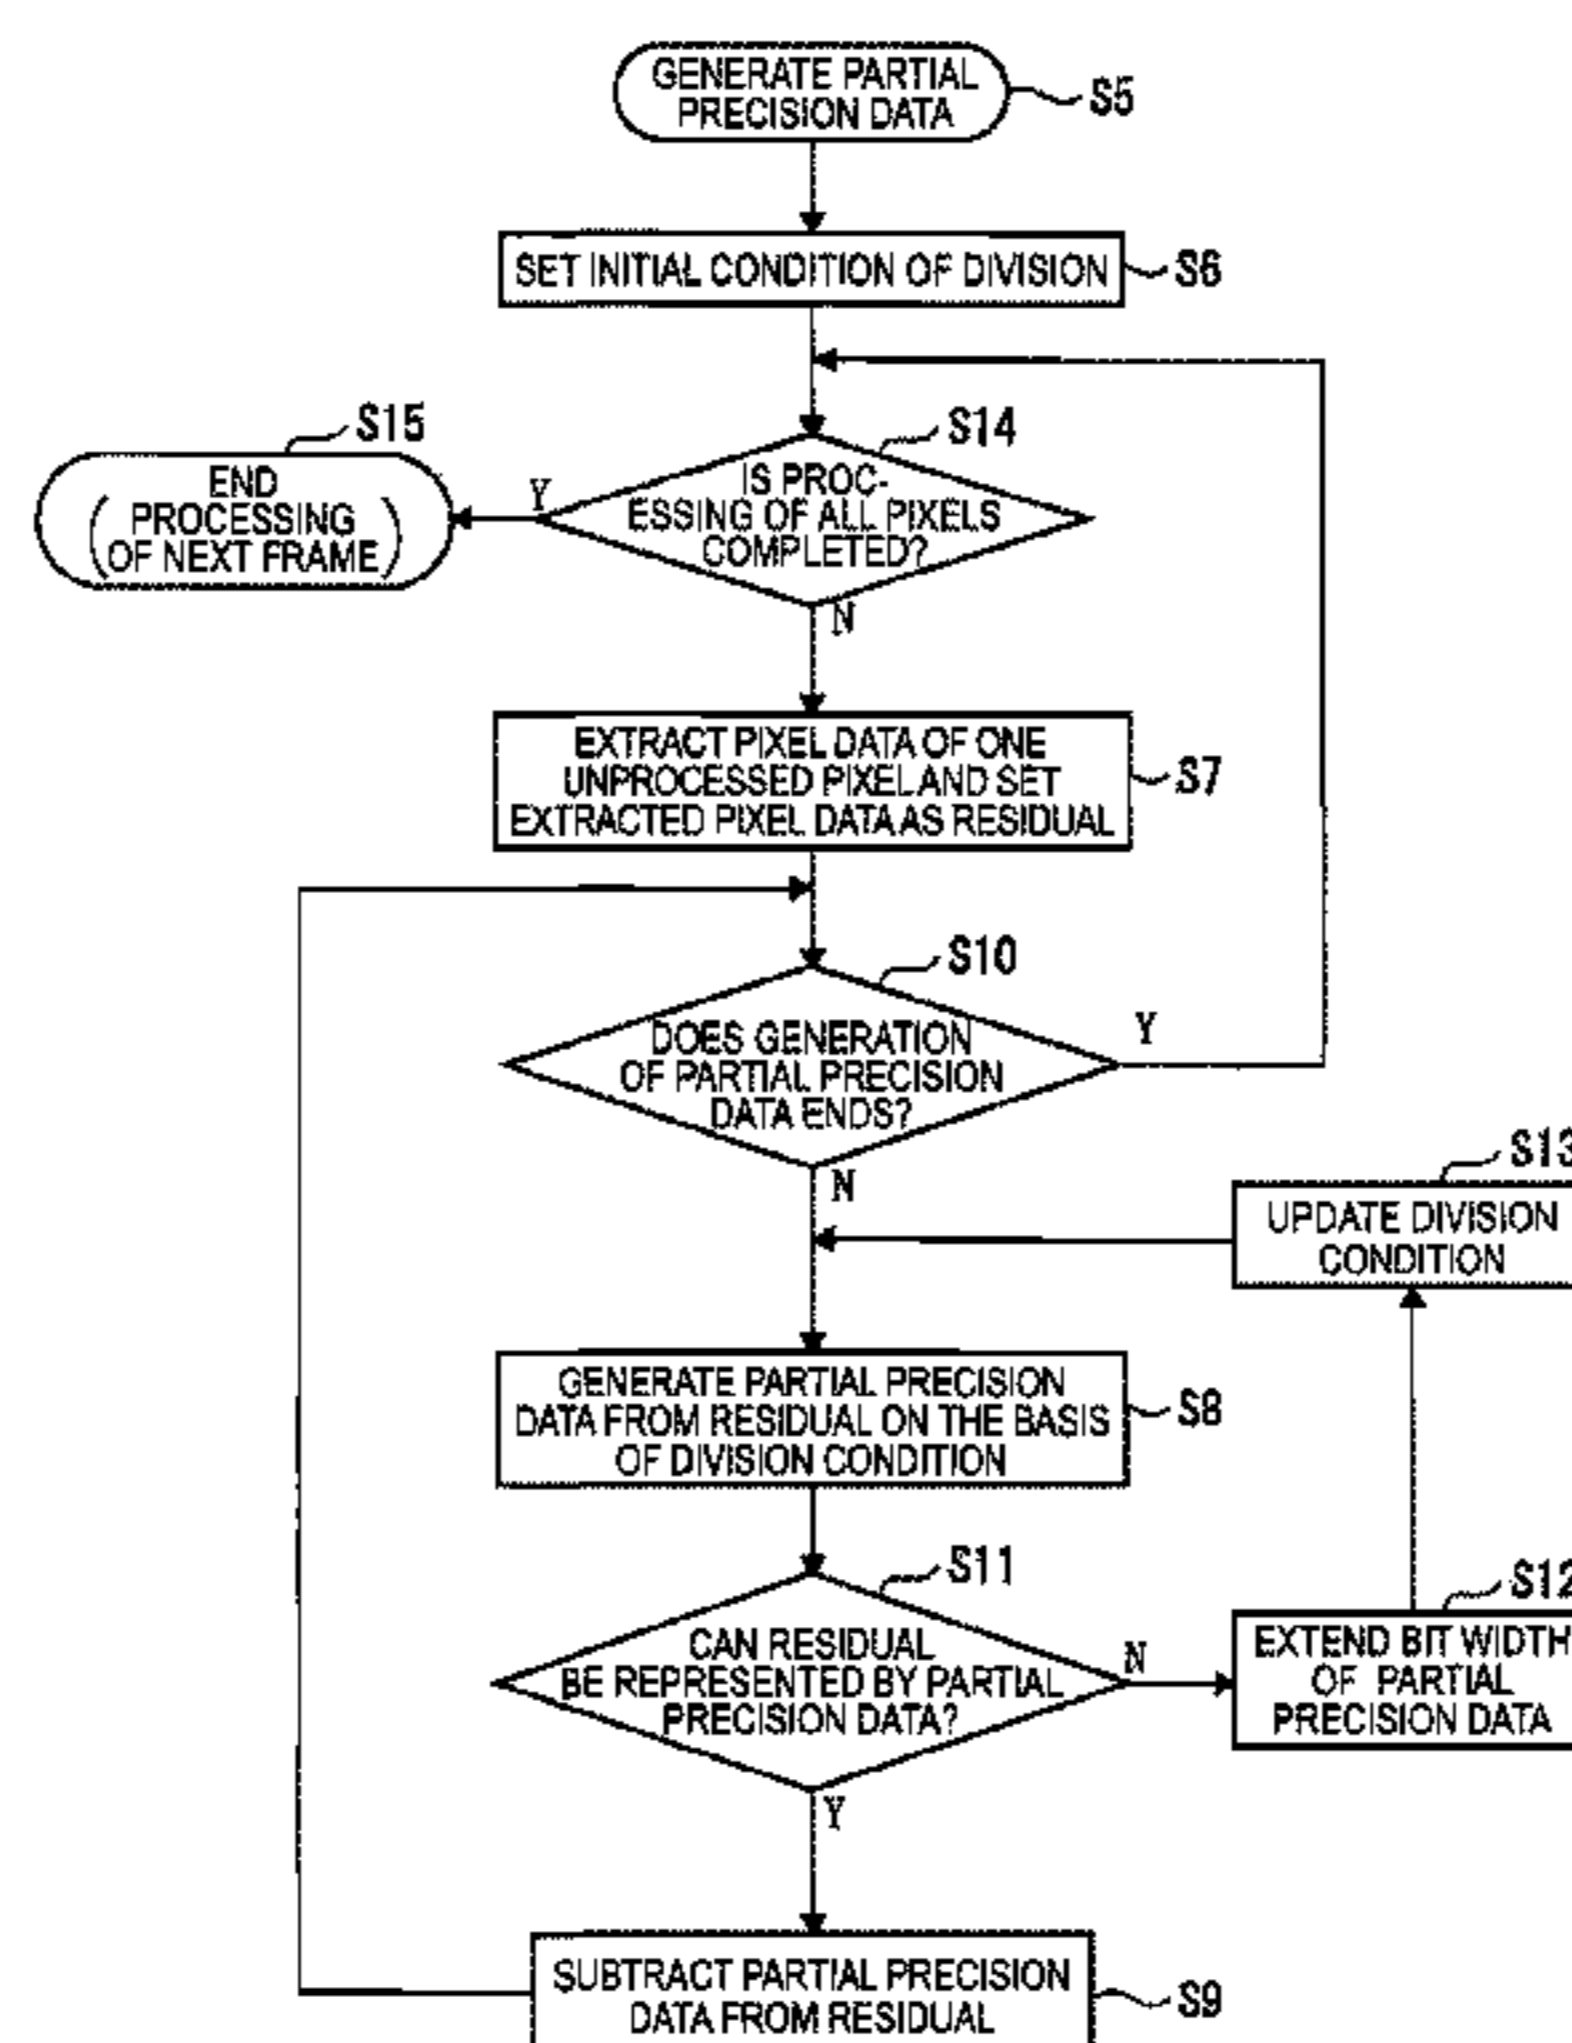 GENERATE PARTIAL
PRECISION DATA
S5
SET INITIAL CONDITION OF DIVISION
S6
S15
S14
END
PROCESSING
OF NEXT FRAME
Y
IS PROC-
ESSING OF ALL PIXELS
COMPLETED?
N
EXTRACT PIXEL DATA OF ONE
UNPROCESSED PIXEL AND SET
EXTRACTED PIXEL DATA AS RESIDUAL
S7
S10
DOES GENERATION
OF PARTIAL PRECISION
DATA ENDS?
Y
N
S13
UPDATE DIVISION
CONDITION
GENERATE PARTIAL PRECISION
DATA FROM RESIDUAL ON THE BASIS
OF DIVISION CONDITION
S8
S11
S12
CAN RESIDUAL
BE REPRESENTED BY PARTIAL
PRECISION DATA?
N
EXTEND BIT WIDTH
OF PARTIAL
PRECISION DATA
Y
SUBTRACT PARTIAL PRECISION
DATA FROM RESIDUAL
S9